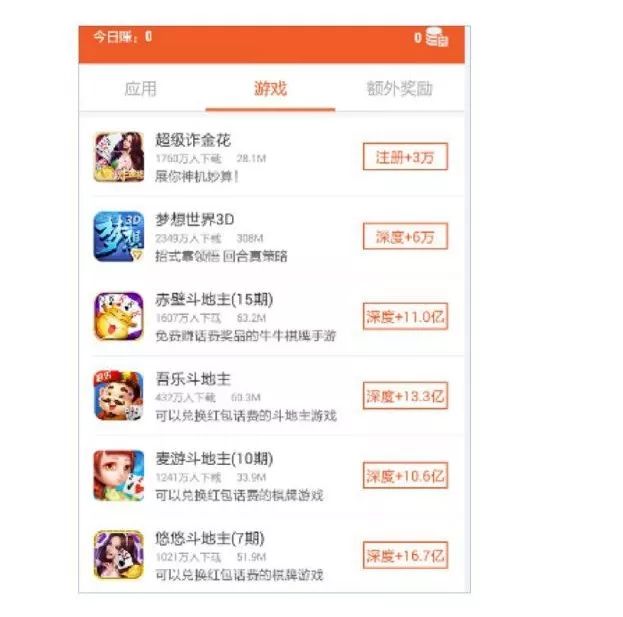 今日赚：0
0
应用 游戏 额外奖励
超级诈金花
1760万人下载 28.1M
展你神机妙算！
注册+3万
梦想世界3D
2349万人下载 308M
招式靠领悟 回合真策略
深度+6万
赤壁斗地主(15期)
1607万人下载 63.2M
免费赚话费奖品的牛牛棋牌手游
深度+11.0亿
吾乐斗地主
432万人下载 60.3M
可以兑换红包话费的斗地主游戏
深度+13.3亿
麦游斗地主(10期)
1241万人下载 33.9M
可以兑换红包话费的棋牌游戏
深度+10.6亿
悠悠斗地主(7期)
1021万人下载 51.9M
可以兑换红包话费的棋牌游戏
深度+16.7亿